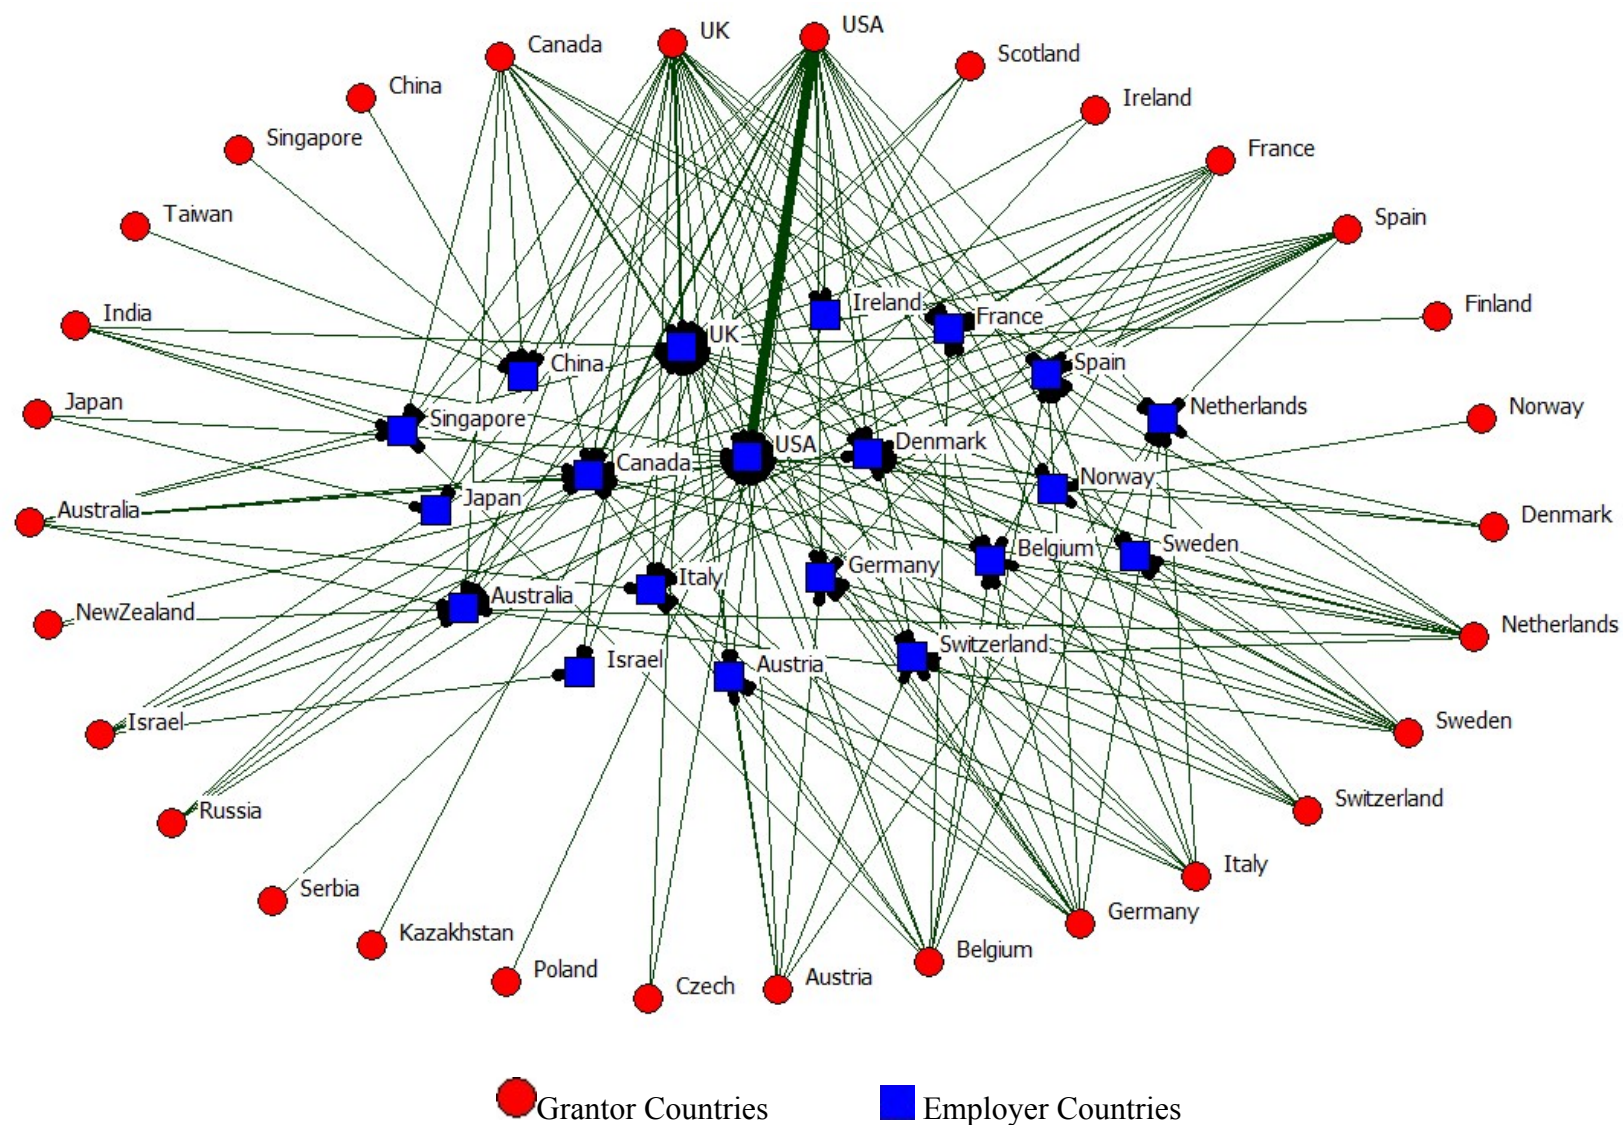 USA
UK
Canada
Scotland
China
Ireland
Singapore
France
Taiwan
Spain
India
Ireland
Finland
France
UK
China
Spain
Japan
Netherlands
Norway
Singapore
USA
Denmark
Canada
Norway
Japan
Australia
Denmark
Belgium
Sweden
Germany
Italy
Australia
NewZealand
Netherlands
Switzerland
Israel
Austria
Israel
Sweden
Switzerland
Russia
Italy
Serbia
Germany
Kazakhstan
Belgium
Poland
Austria
Czech
Grantor Countries
Employer Countries